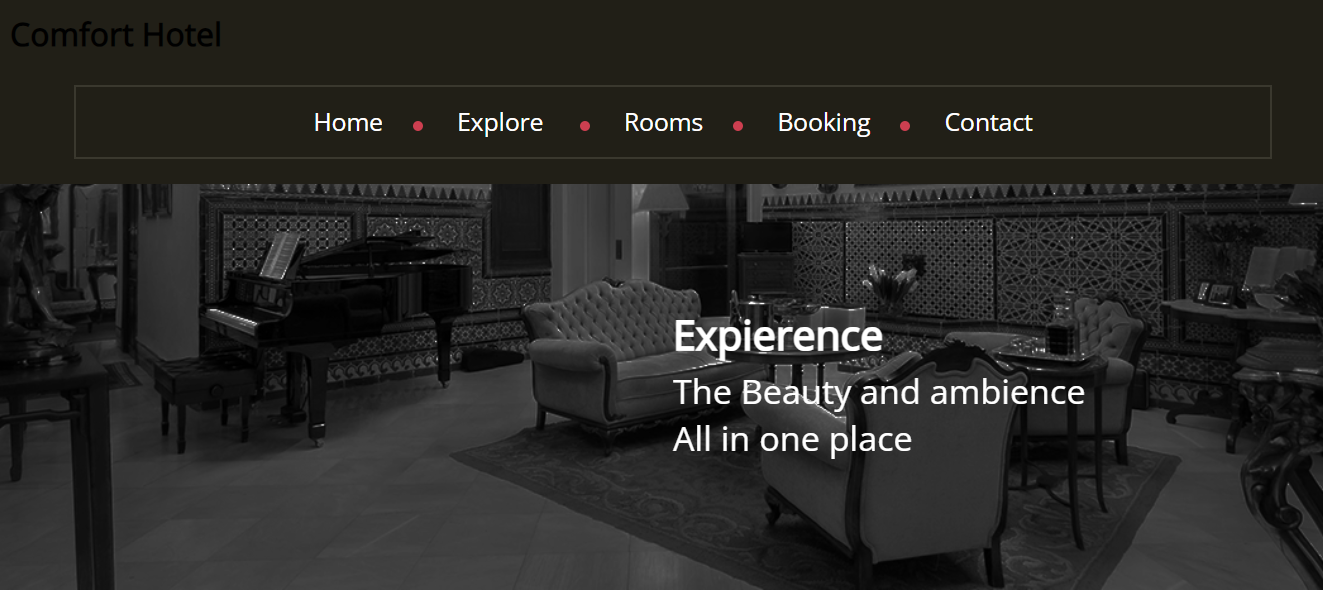 Comfort Hotel
Home Explore Rooms Booking Contact
Expierence
The Beauty and ambience
All in one place